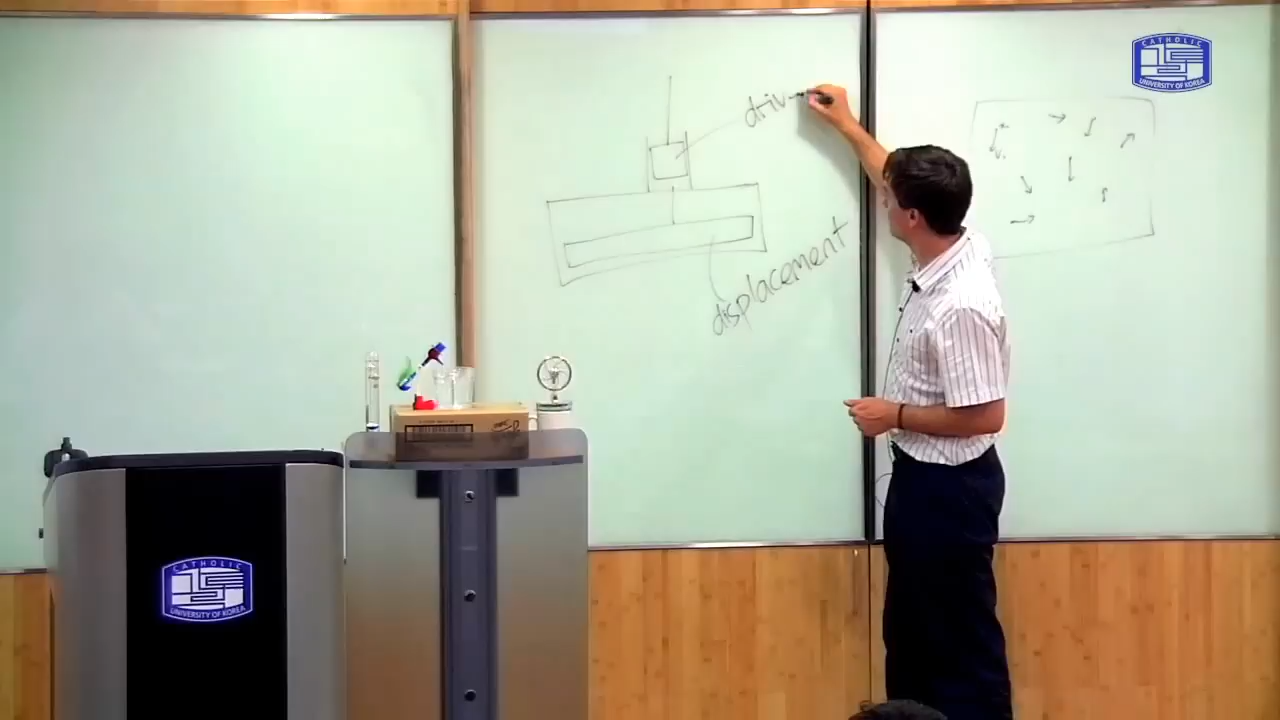 CATHOLIC
UNIVERSITY OF KOREA
driv
displacement
CATHOLIC
UNIVERSITY OF KOREA